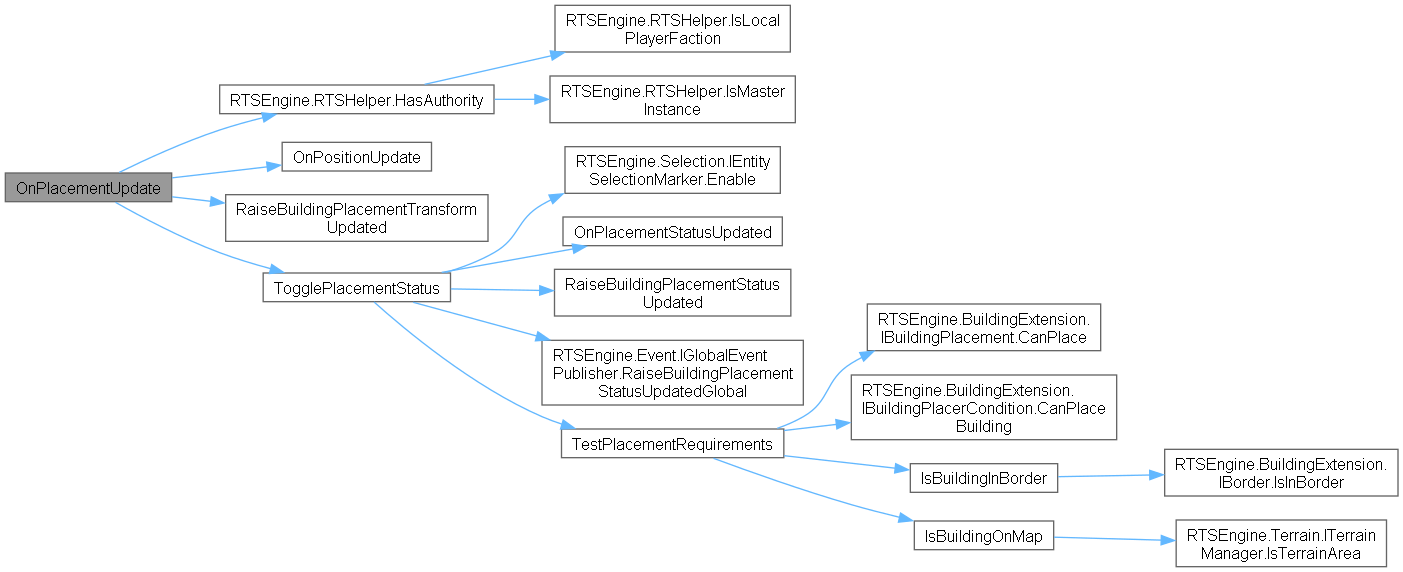 RTSEngine.RTSHelper.IsLocal
PlayerFaction
RTSEngine.RTSHelper.HasAuthority
RTSEngine.RTSHelper.IsMaster
Instance
OnPositionUpdate
RTSEngine.Selection.IEntity
SelectionMarker.Enable
OnPlacementUpdate
RaiseBuildingPlacementTransform
Updated
OnPlacementStatusUpdated
TogglePlacementStatus
RaiseBuildingPlacementStatus
Updated
RTSEngine.BuildingExtension.
IBuildingPlacement.CanPlace
RTSEngine.Event.IGlobalEvent
Publisher.RaiseBuildingPlacement
StatusUpdatedGlobal
RTSEngine.BuildingExtension.
IBuildingPlacerCondition.CanPlace
Building
TestPlacementRequirements
IsBuildingInBorder
RTSEngine.BuildingExtension.
IBorder.IsInBorder
IsBuildingOnMap
RTSEngine.Terrain.ITerrain
Manager.IsTerrainArea